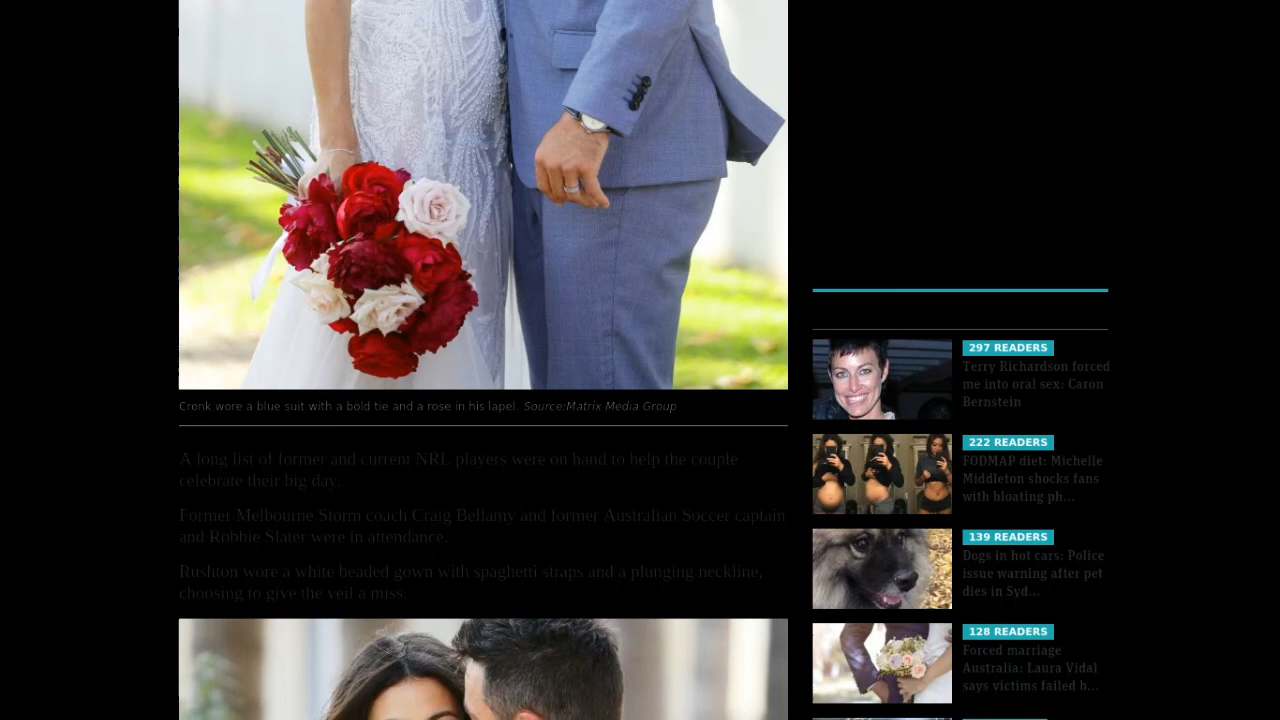 Cronk wore a blue suit with a bold tie and a rose in his lapel. Source:Matrix Media Group
A long list of former and current NRL players were on hand to help the couple
celebrate their big day.
Former Melbourne Storm coach Craig Bellamy and former Australian Soccer captain
and Robbie Slater were in attendance.
Rushton wore a white beaded gown with spaghetti straps and a plunging neckline,
choosing to give the veil a miss.
297 READERS
Terry Richardson forced
me into oral sex: Caron
Bernstein
222 READERS
FODMAP diet: Michelle
Middleton shocks fans
with bloating ph...
139 READERS
Dogs in hot cars: Police
issue warning after pet
dies in Syd...
128 READERS
Forced marriage
Australia: Laura Vidal
says victims failed b...